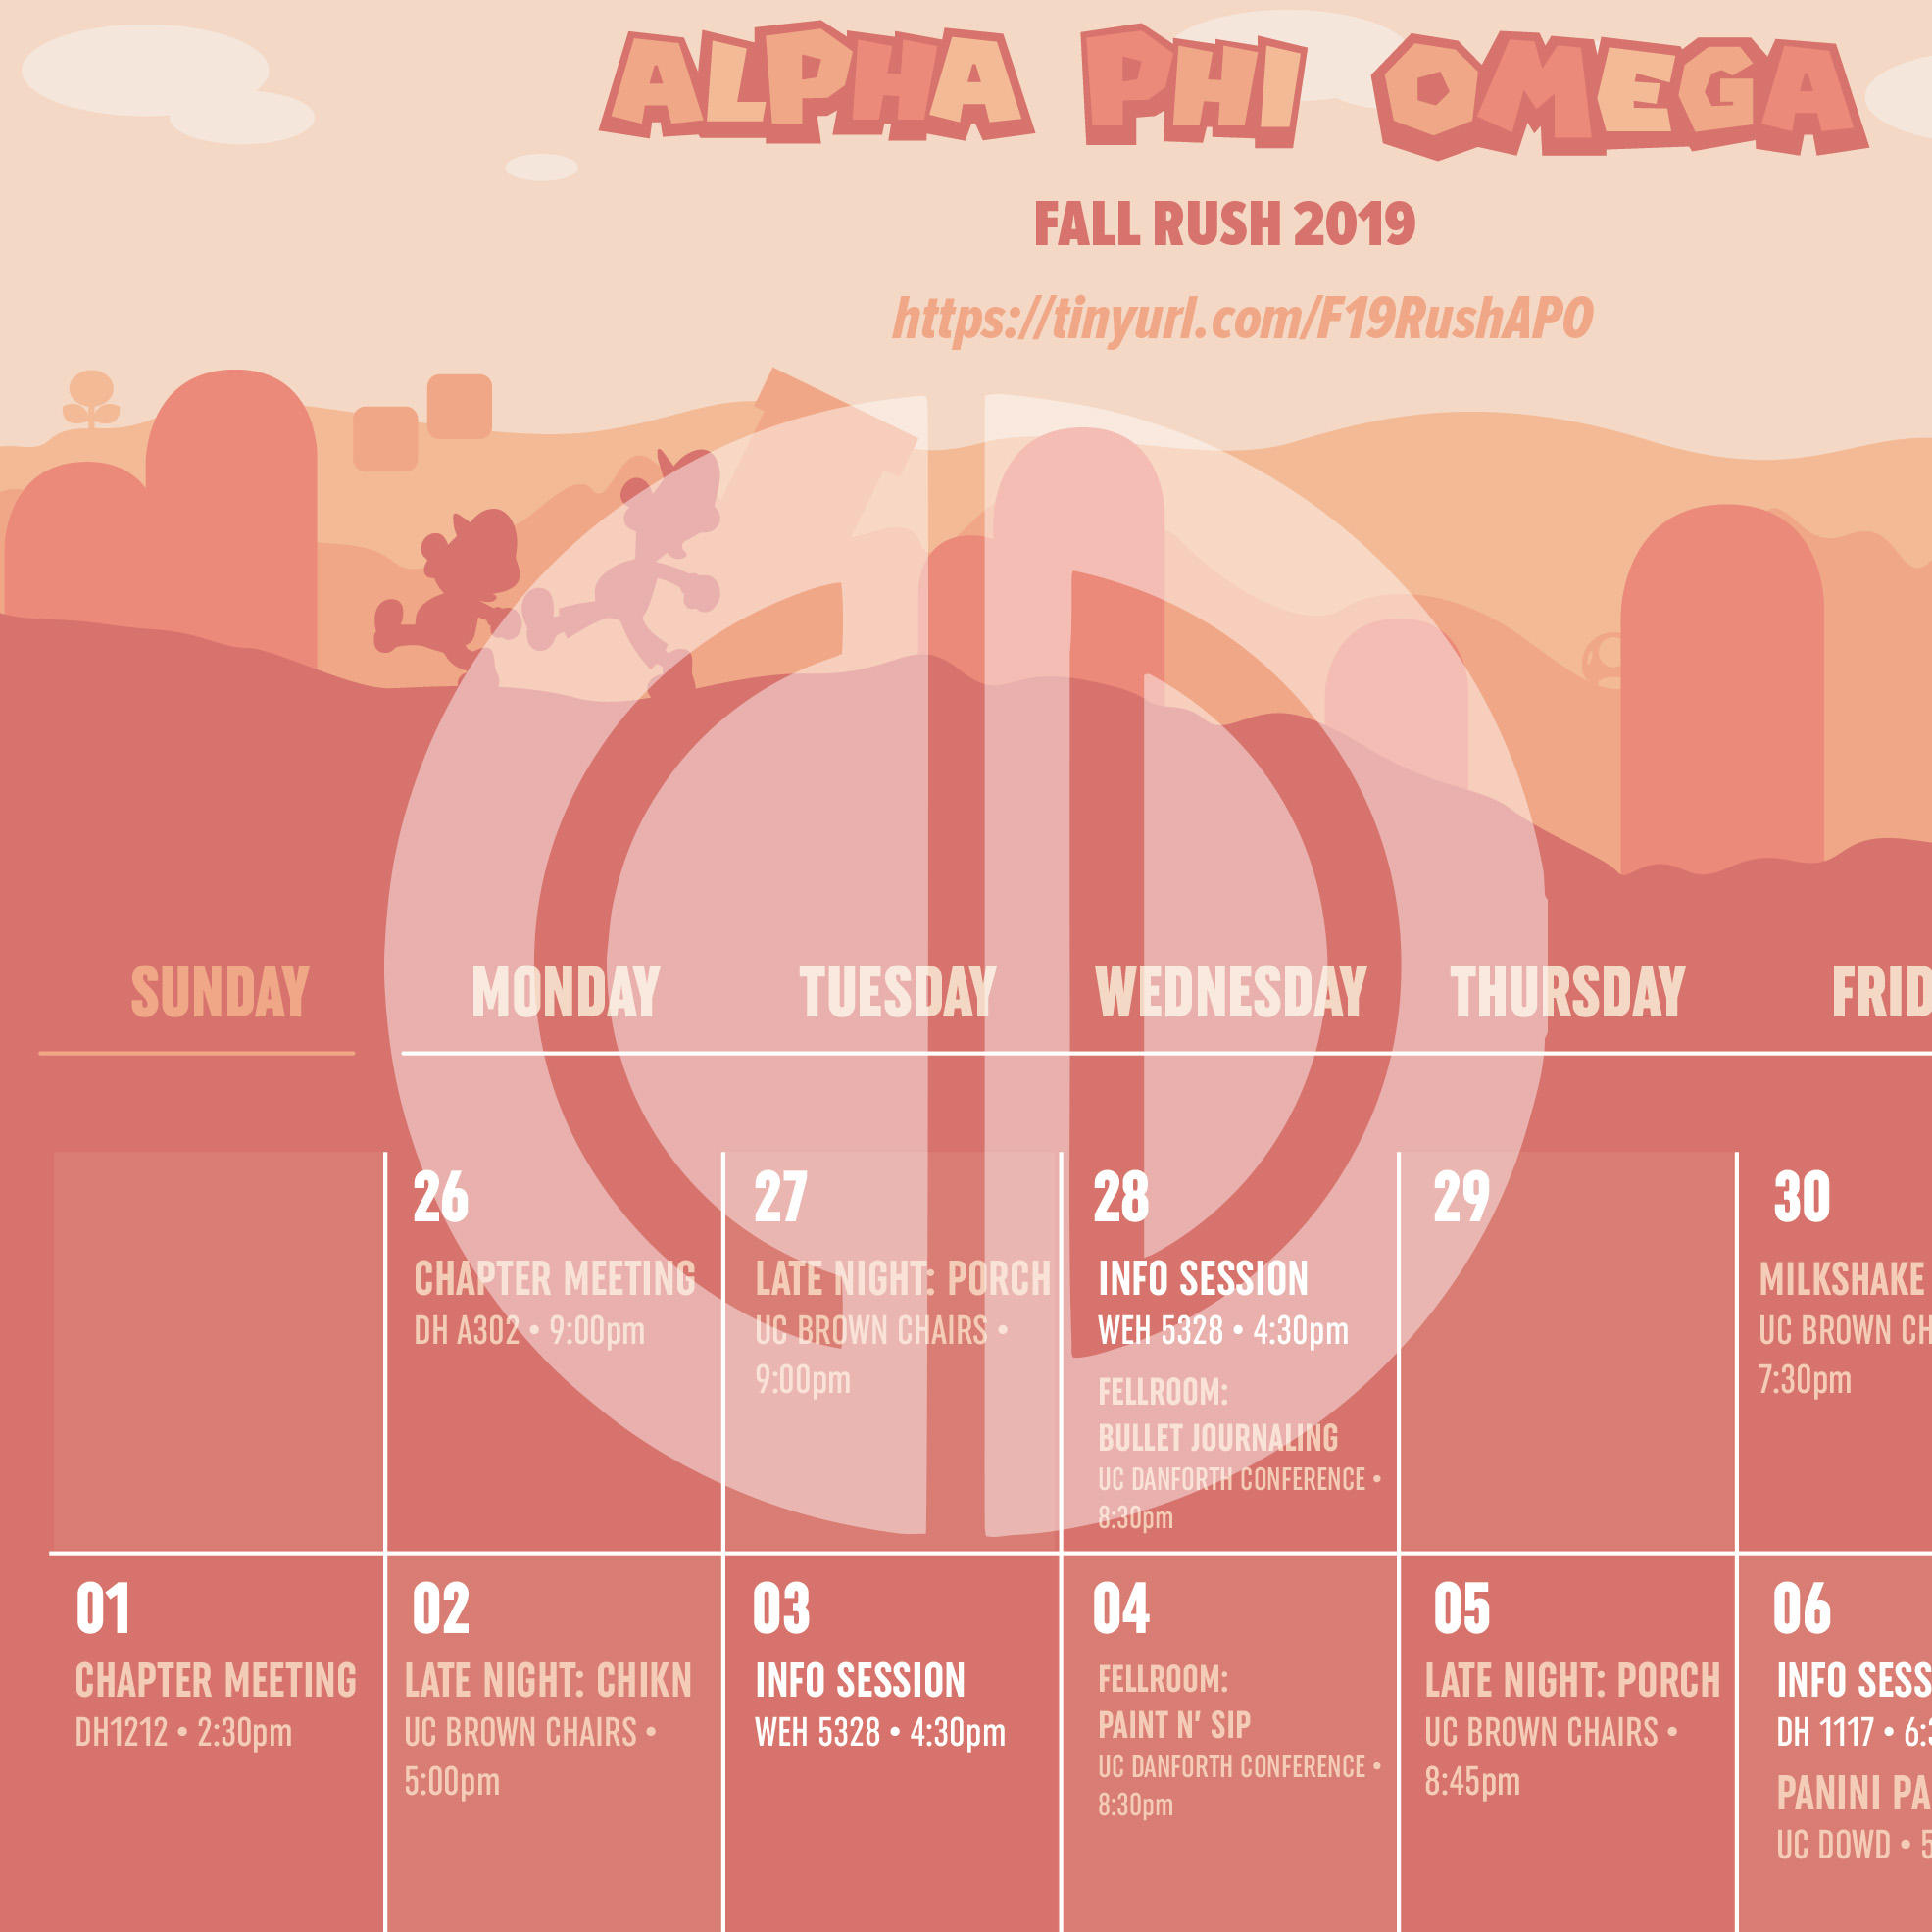 ALPHA PHI OMEGA
FALL RUSH 2019
https://tinyurl.com/F19RushAPO
SUNDAY MONDAY TUESDAY WEDNESDAY THURSDAY FRID
26
CHAPTER MEETING
DH A302 • 9:00pm
27
LATE NIGHT: PORCH
UC BROWN CHAIRS •
9:00pm
28
INFO SESSION
WEH 5328 • 4:30pm
FELLROOM:
BULLET JOURNALING
UC DANFORTH CONFERENCE •
8:30pm
29
30
MILKSHAKE
UC BROWN CH
7:30pm
01
CHAPTER MEETING
DH1212 • 2:30pm
02
LATE NIGHT: CHIKN
UC BROWN CHAIRS •
5:00pm
03
INFO SESSION
WEH 5328 • 4:30pm
04
FELLROOM:
PAINT N' SIP
UC DANFORTH CONFERENCE •
8:30pm
05
LATE NIGHT: PORCH
UC BROWN CHAIRS •
8:45pm
06
INFO SESS
DH 1117 • 6:3
PANINI PA
UC DOWD • 5